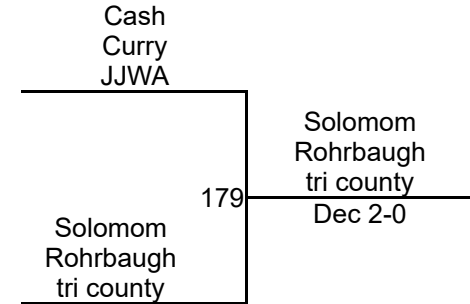 Cash
Curry
JJWA
Solomom
Rohrbaugh
tri county
179
Dec 2-0
Solomom
Rohrbaugh
tri county